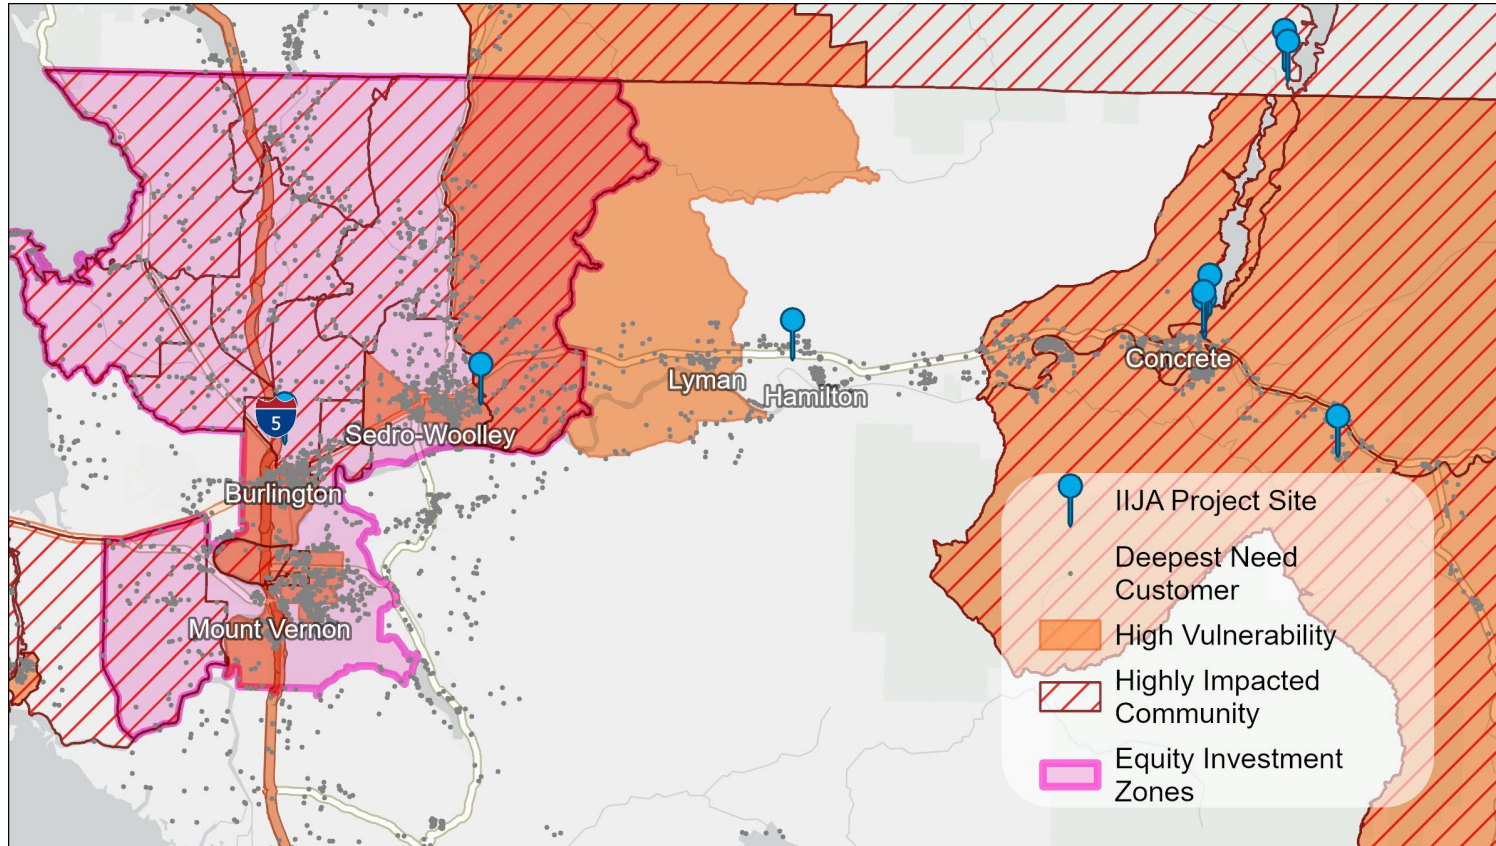 Lyman
Concrete
Hamilton
5
Sedro-Woolley
Burlington
Mount Vernon
IIJA Project Site
Deepest Need
Customer
High Vulnerability
Highly Impacted
Community
Equity Investment
Zones